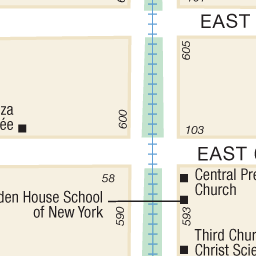 EAST
605
za
ée
600
103
EAST
58
Central Pre
Church
den House School
of New York
590
593
Third Chur
Christ Scie